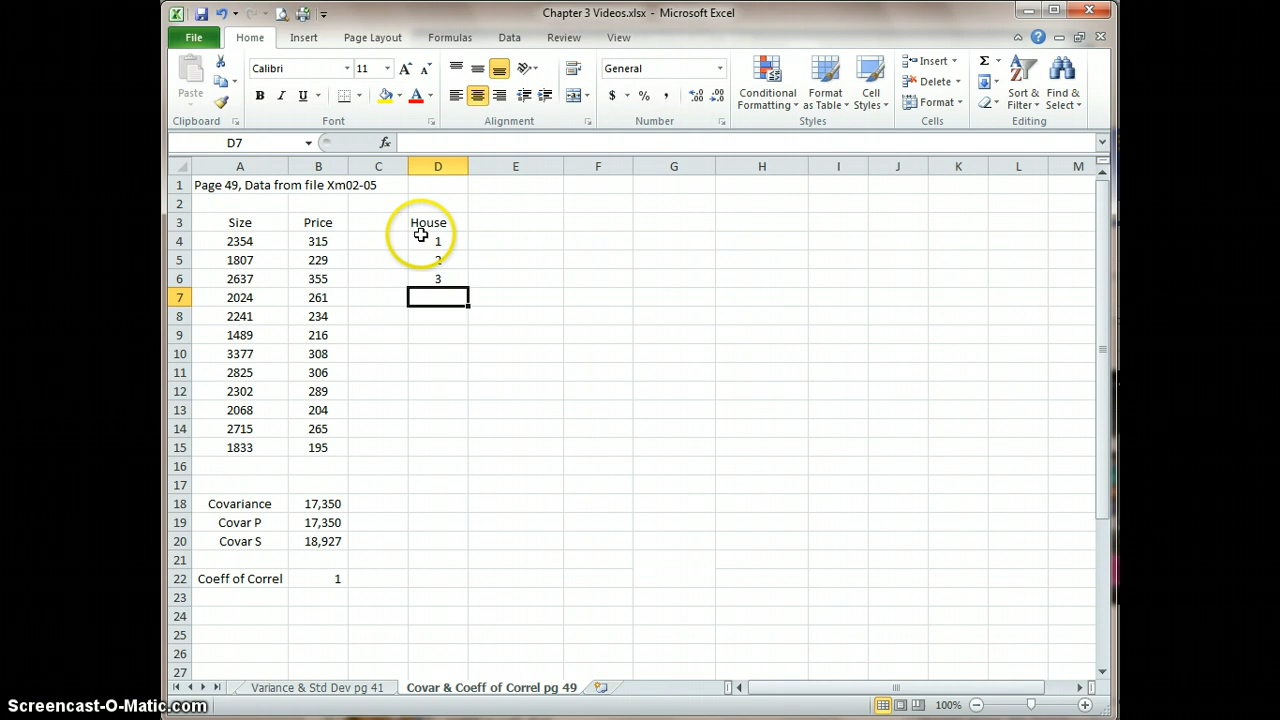 Chapter 3 Videos.xlsx - Microsoft Excel
File Home Insert Page Layout Formulas Data Review View
Paste
Calibri 11
B I U A
General
$ % ,
Conditional Formatting
Format as Table
Cell Styles
Insert
Delete
Format
Σ
Sort & Filter
Find & Select
Clipboard Font Alignment Number Styles Cells Editing
D7 fx
A B C D E F G H I J K L M
1 Page 49, Data from file Xm02-05
2
3 Size Price House
4 2354 315 1
5 1807 229 2
6 2637 355 3
7 2024 261
8 2241 234
9 1489 216
10 3377 308
11 2825 306
12 2302 289
13 2068 204
14 2715 265
15 1833 195
16
17
18 Covariance 17,350
19 Covar P 17,350
20 Covar S 18,927
21
22 Coeff of Correl 1
23
24
25
26
27
Variance & Std Dev pg 41 Covar & Coeff of Correl pg 49
100%
Screencast-O-Matic.com